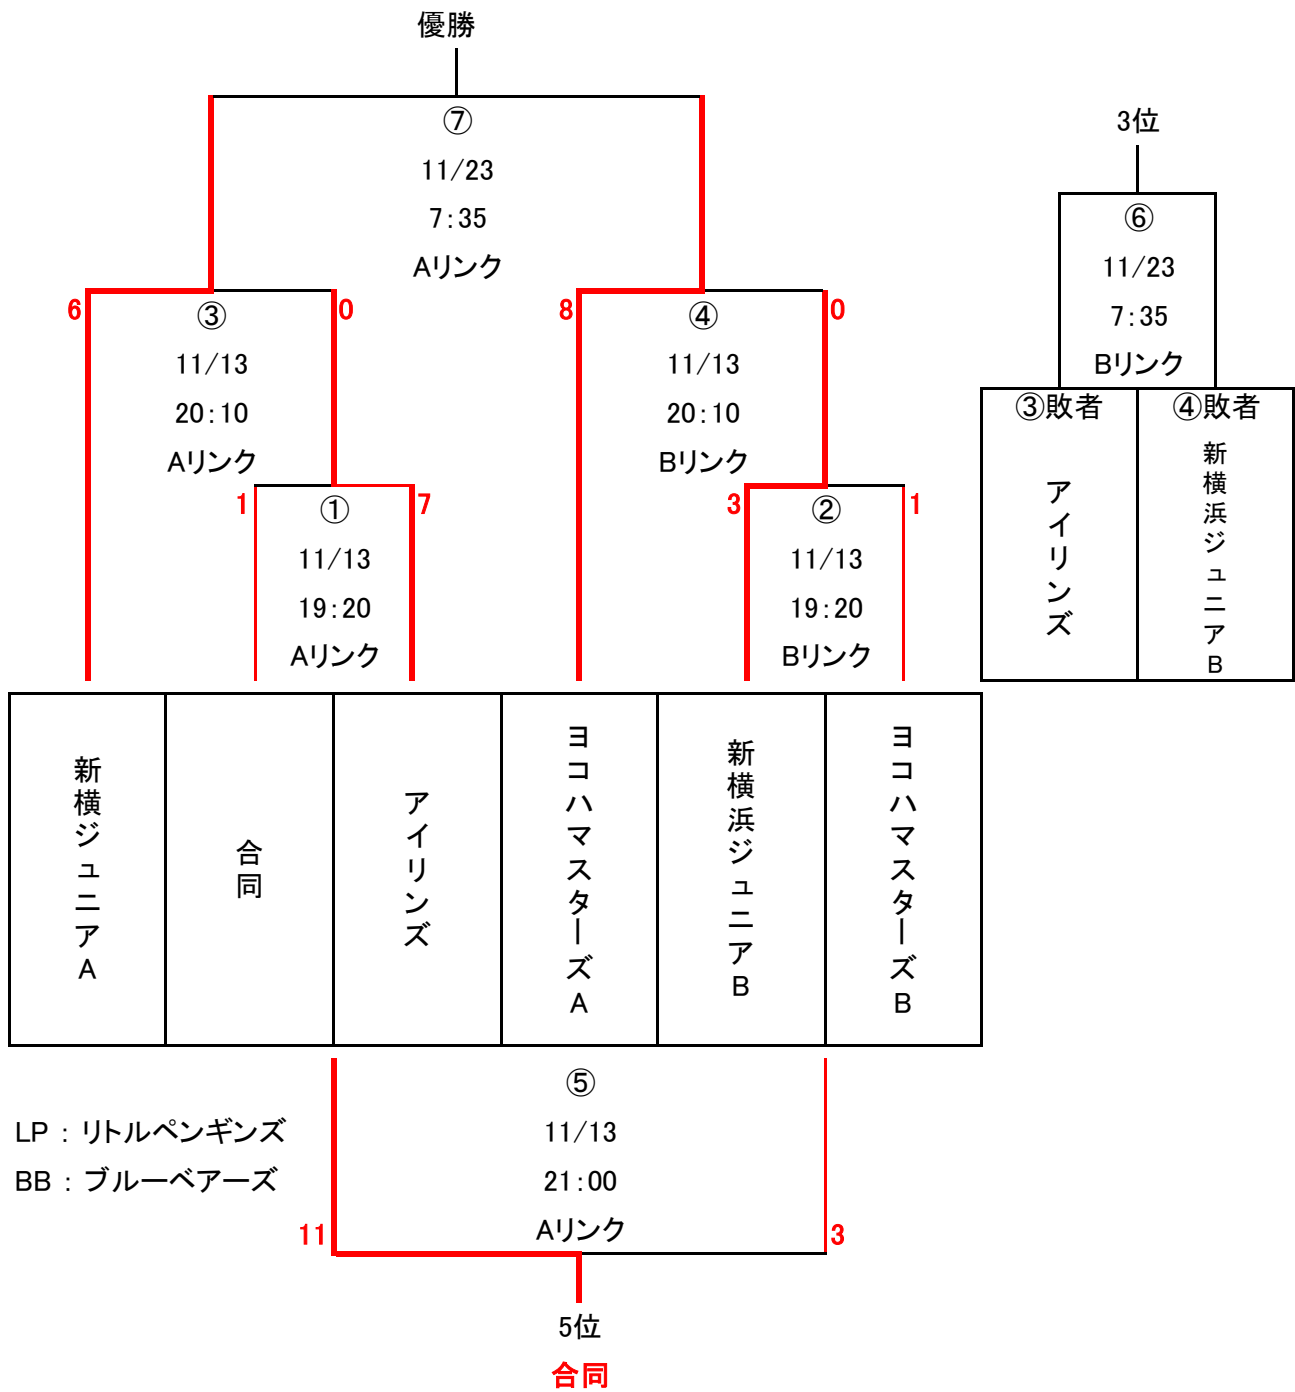 優勝
⑦
11/23
7:35
Aリンク
3位
⑥
11/23
7:35
Bリンク
③敗者
④敗者
アイリンズ
新横浜ジュニアB
6
③
0
11/13
20:10
Aリンク
8
④
0
11/13
20:10
Bリンク
1
①
7
11/13
19:20
Aリンク
3
②
1
11/13
19:20
Bリンク
新横ジュニアA
合同
アイリンズ
ヨコハマスターズA
新横浜ジュニアB
ヨコハマスターズB
LP : リトルペンギンズ
BB : ブルーベアーズ
⑤
11/13
21:00
Aリンク
11
3
5位
合同